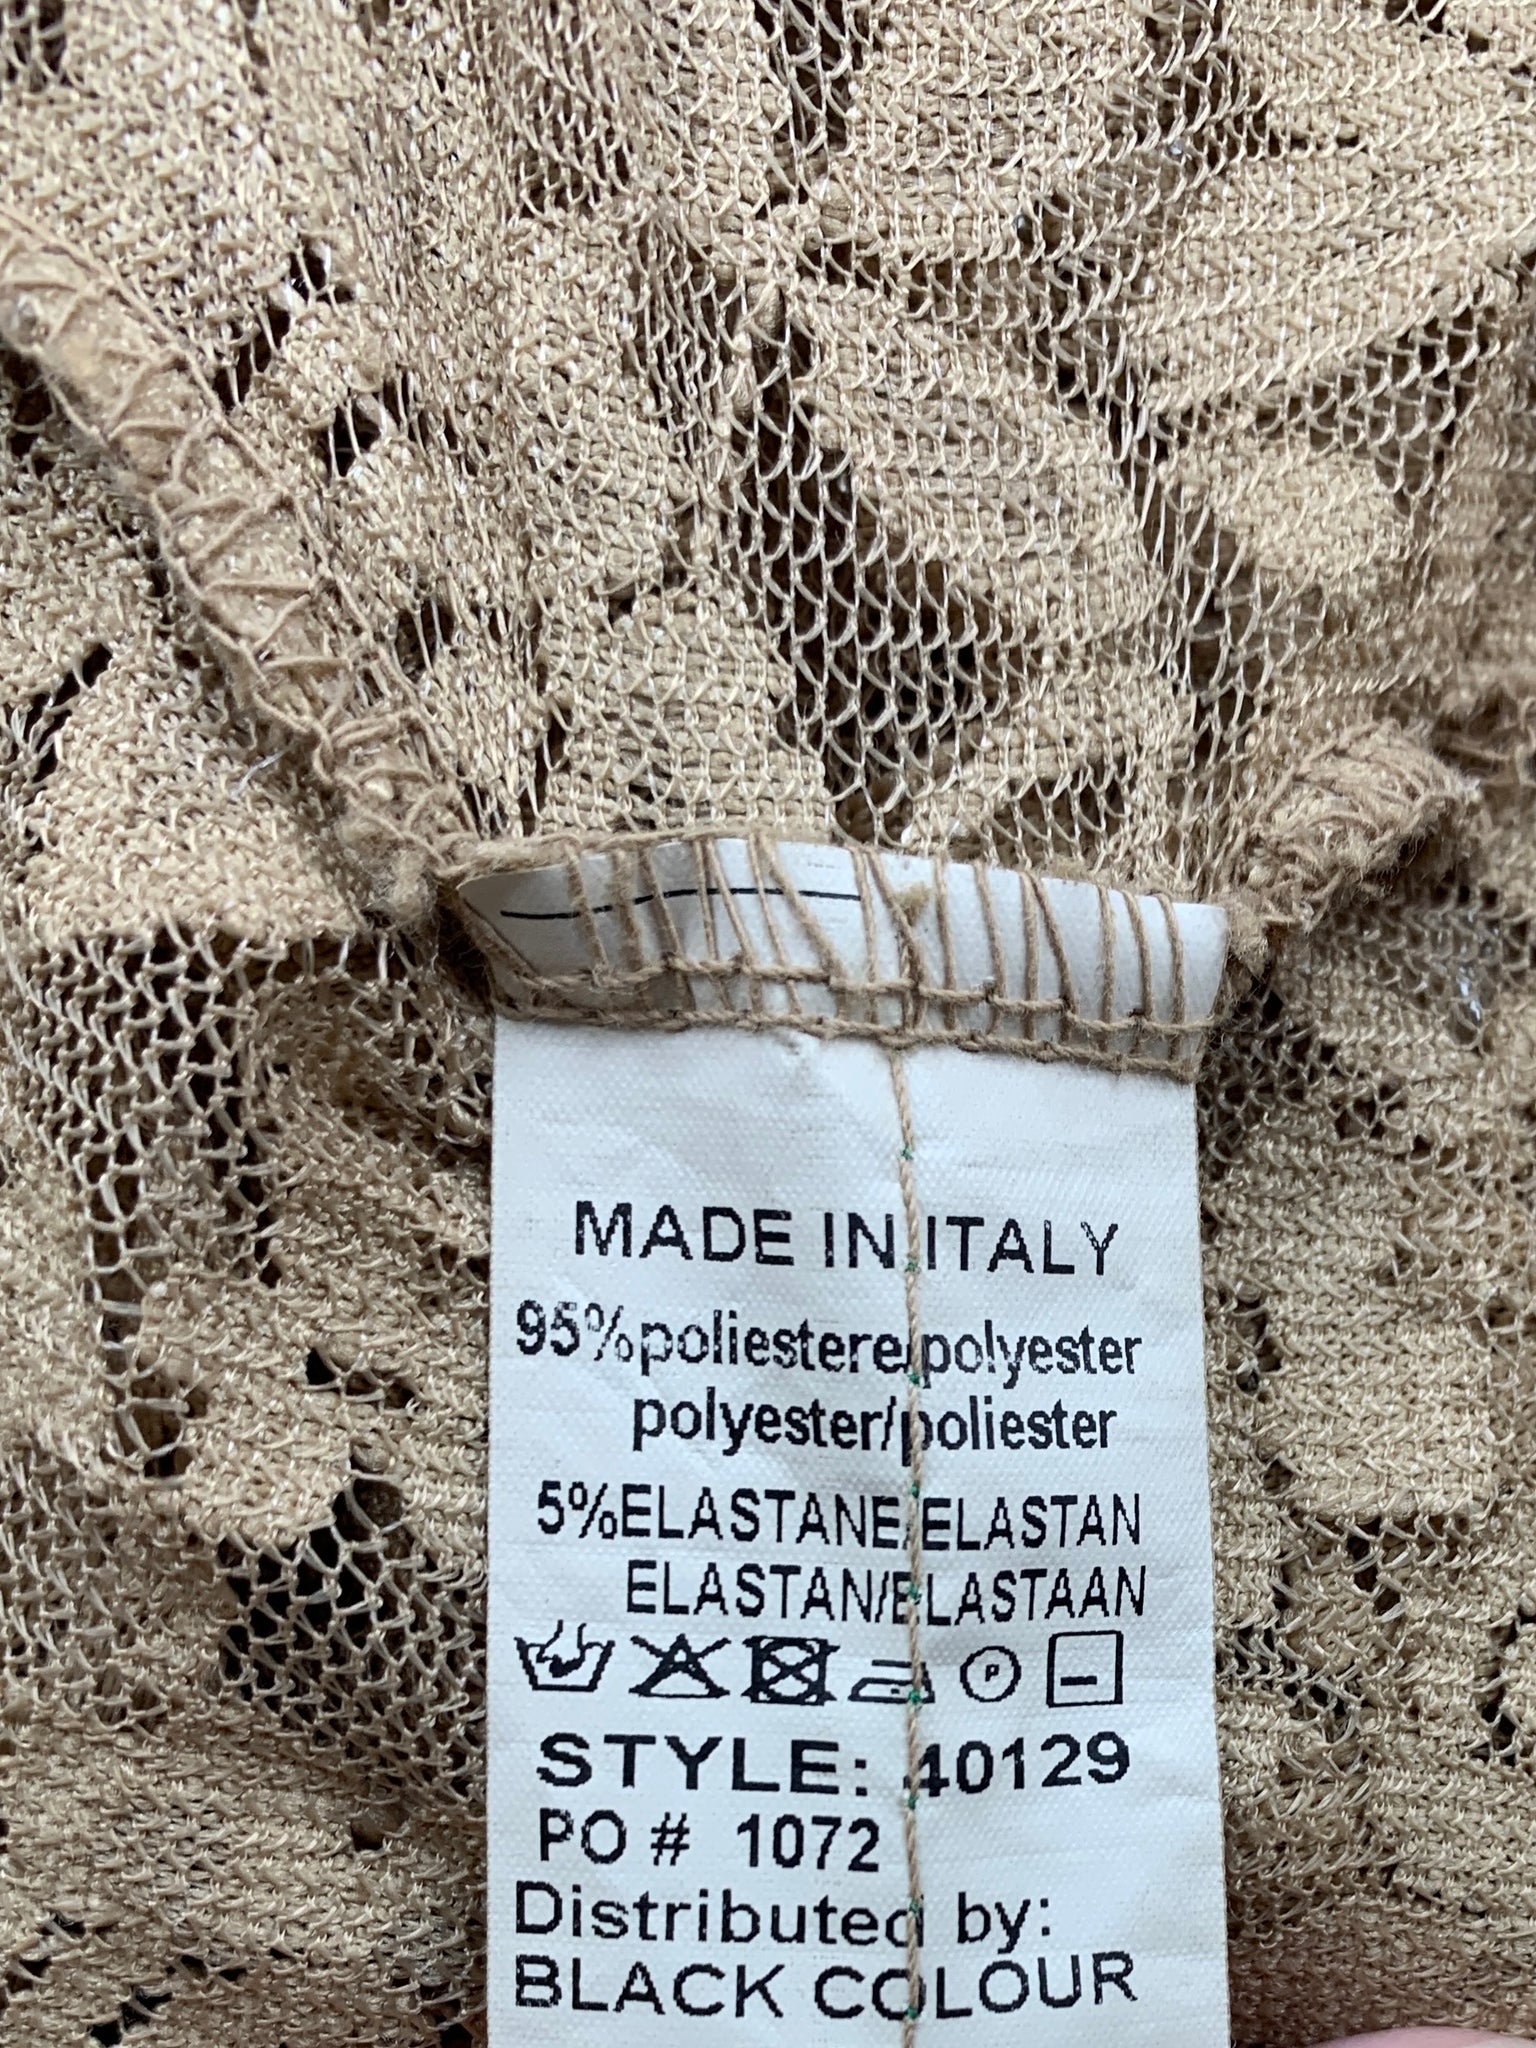 MADE IN ITALY
95%poliestere/polyester
polyester/poliester
5%ELASTANE/ELASTAN
ELASTAN/ELASTAAN
P
STYLE: 40129
PO # 1072
Distributed by:
BLACK COLOUR